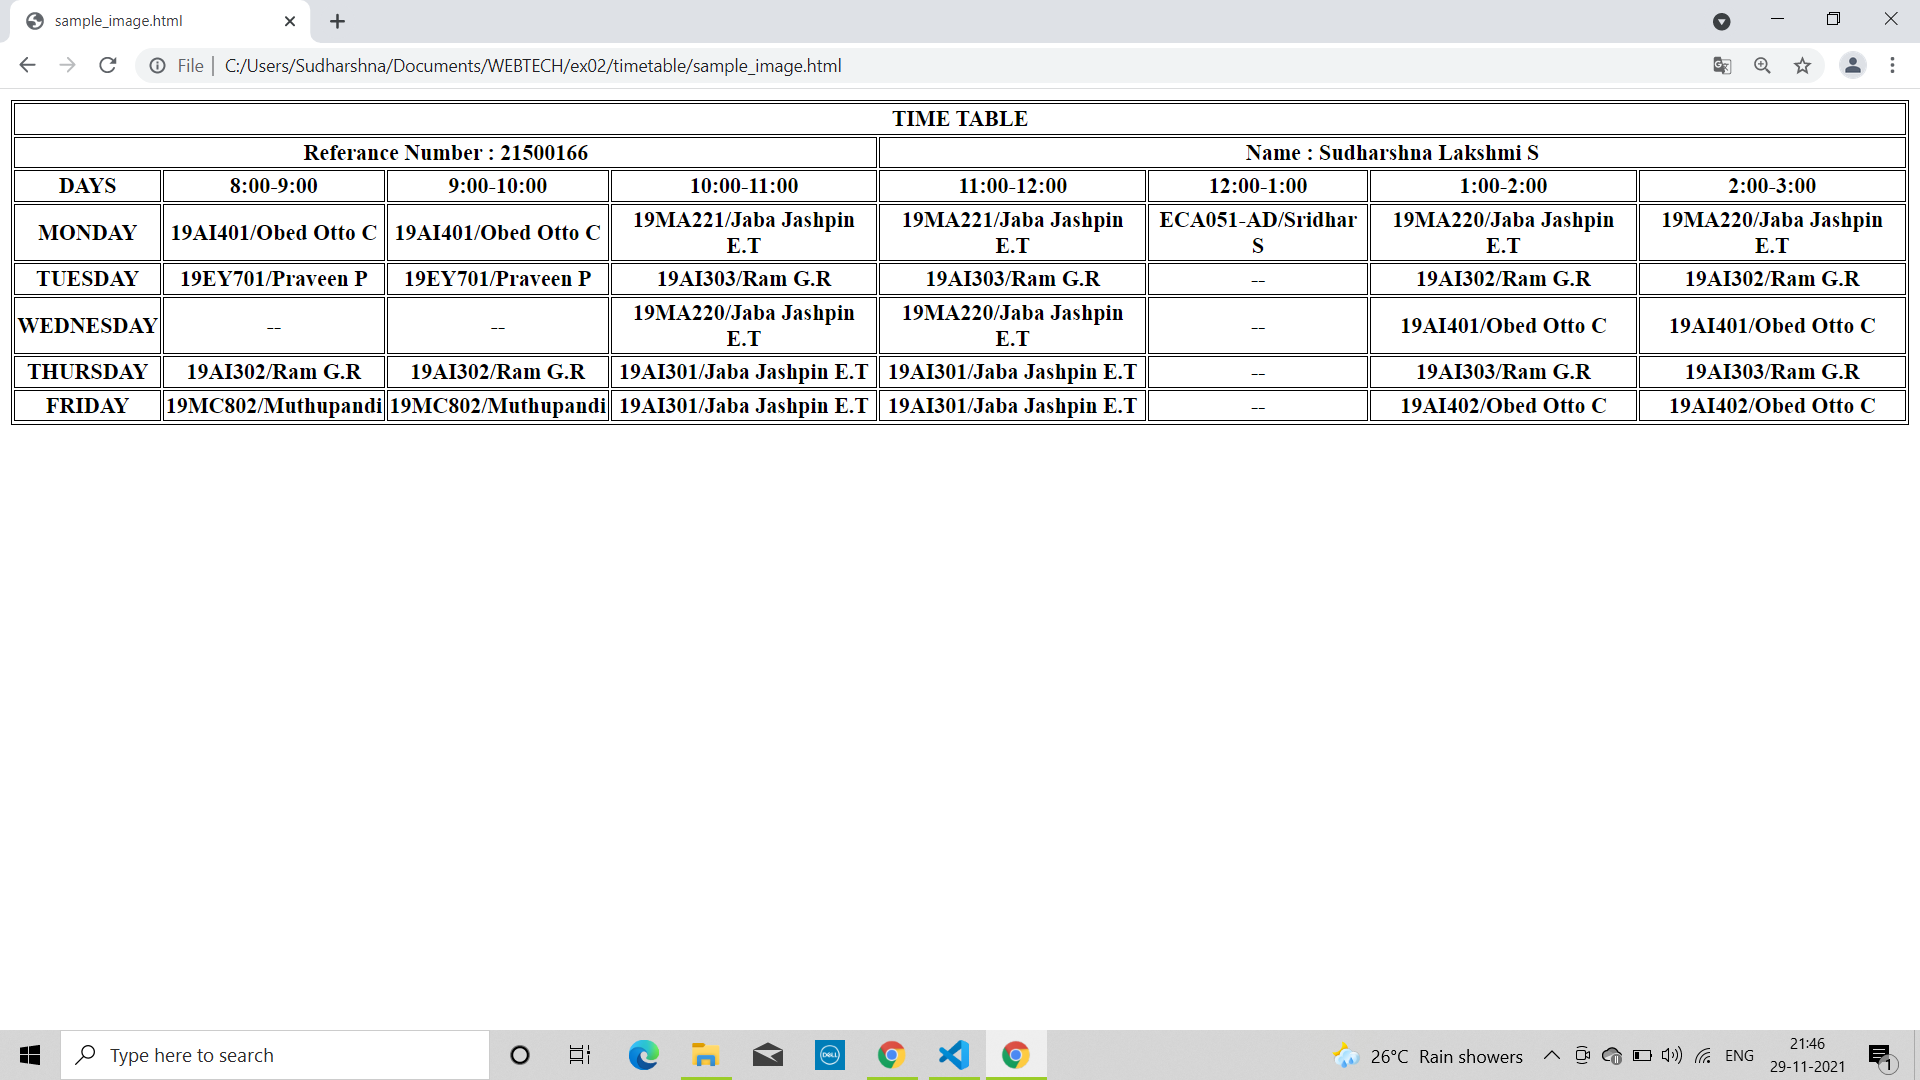 sample_image.html
File | C:/Users/Sudharshna/Documents/WEBTECH/ex02/timetable/sample_image.html
TIME TABLE
Referance Number : 21500166 Name : Sudharshna Lakshmi S
DAYS 8:00-9:00 9:00-10:00 10:00-11:00 11:00-12:00 12:00-1:00 1:00-2:00 2:00-3:00
MONDAY 19AI401/Obed Otto C 19AI401/Obed Otto C 19MA221/Jaba Jashpin E.T 19MA221/Jaba Jashpin E.T ECA051-AD/Sridhar S 19MA220/Jaba Jashpin E.T 19MA220/Jaba Jashpin E.T
TUESDAY 19EY701/Praveen P 19EY701/Praveen P 19AI303/Ram G.R 19AI303/Ram G.R -- 19AI302/Ram G.R 19AI302/Ram G.R
WEDNESDAY -- -- 19MA220/Jaba Jashpin E.T 19MA220/Jaba Jashpin E.T -- 19AI401/Obed Otto C 19AI401/Obed Otto C
THURSDAY 19AI302/Ram G.R 19AI302/Ram G.R 19AI301/Jaba Jashpin E.T 19AI301/Jaba Jashpin E.T -- 19AI303/Ram G.R 19AI303/Ram G.R
FRIDAY 19MC802/Muthupandi 19MC802/Muthupandi 19AI301/Jaba Jashpin E.T 19AI301/Jaba Jashpin E.T -- 19AI402/Obed Otto C 19AI402/Obed Otto C
Type here to search
DELL
26°C Rain showers
ENG
21:46
29-11-2021
1